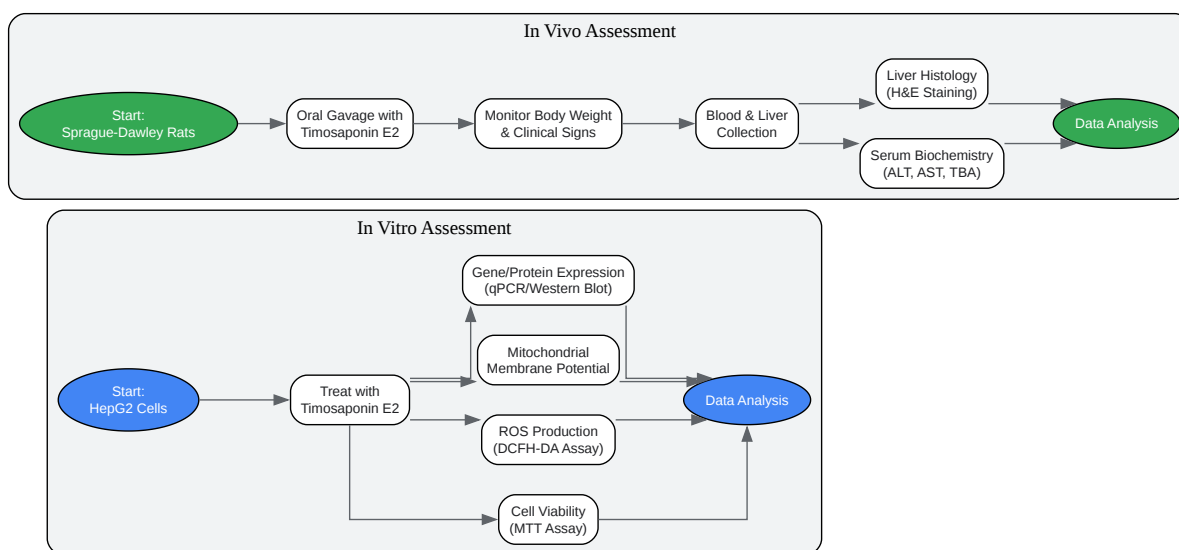 In Vivo Assessment
Start:
Sprague-Dawley Rats
Oral Gavage with
Timosaponin E2
Monitor Body Weight
& Clinical Signs
Blood & Liver
Collection
Liver Histology
(H&E Staining)
Serum Biochemistry
(ALT, AST, TBA)
Data Analysis
In Vitro Assessment
Start:
HepG2 Cells
Treat with
Timosaponin E2
Gene/Protein Expression
(qPCR/Western Blot)
Mitochondrial
Membrane Potential
ROS Production
(DCFH-DA Assay)
Cell Viability
(MTT Assay)
Data Analysis